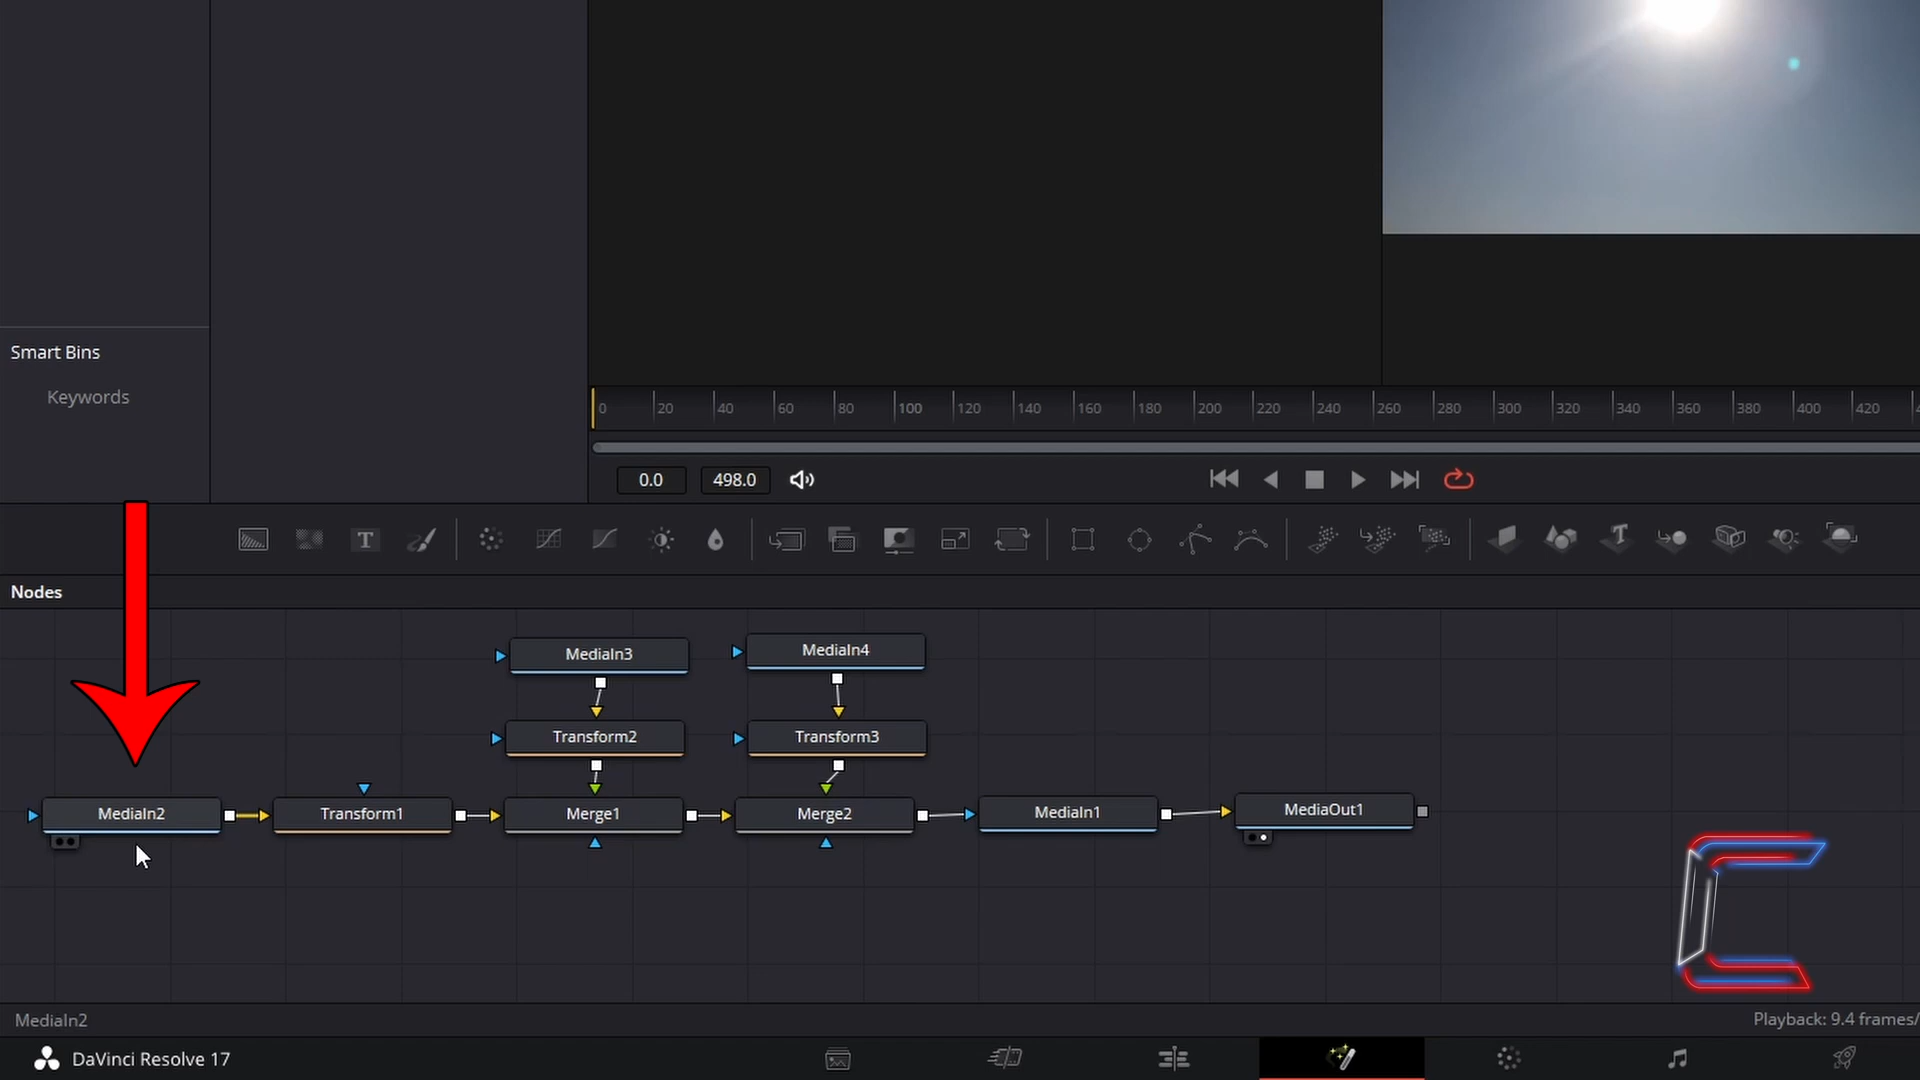 Smart Bins
Keywords
0 20 40 60 80 100 120 140 160 180 200 220 240 260 280 300 320 340 360 380 400 420
0.0 498.0
T
Nodes
MediaIn3 MediaIn4
Transform2 Transform3
MediaIn2 Transform1 Merge1 Merge2 MediaIn1 MediaOut1
C
MediaIn2 Playback: 9.4 frames/
DaVinci Resolve 17